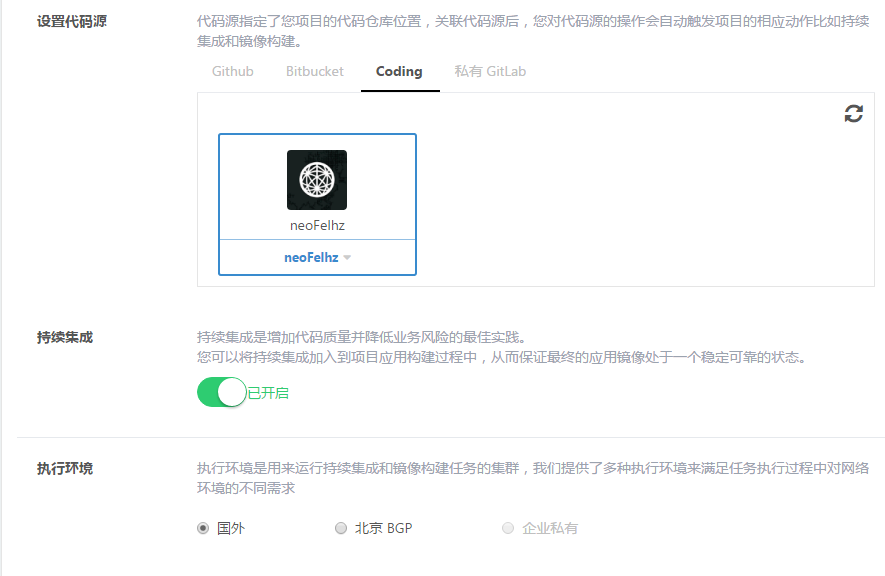 设置代码源
代码源指定了您项目的代码仓库位置，关联代码源后，您对代码源的操作会自动触发项目的相应动作比如持续
集成和镜像构建。
Github Bitbucket Coding 私有 GitLab
neoFelhz
neoFelhz
持续集成
持续集成是增加代码质量并降低业务风险的最佳实践。
您可以将持续集成加入到项目应用构建过程中，从而保证最终的应用镜像处于一个稳定可靠的状态。
已开启
执行环境
执行环境是用来运行持续集成和镜像构建任务的集群，我们提供了多种执行环境来满足任务执行过程中对网络
环境的不同需求
国外 北京 BGP 企业私有